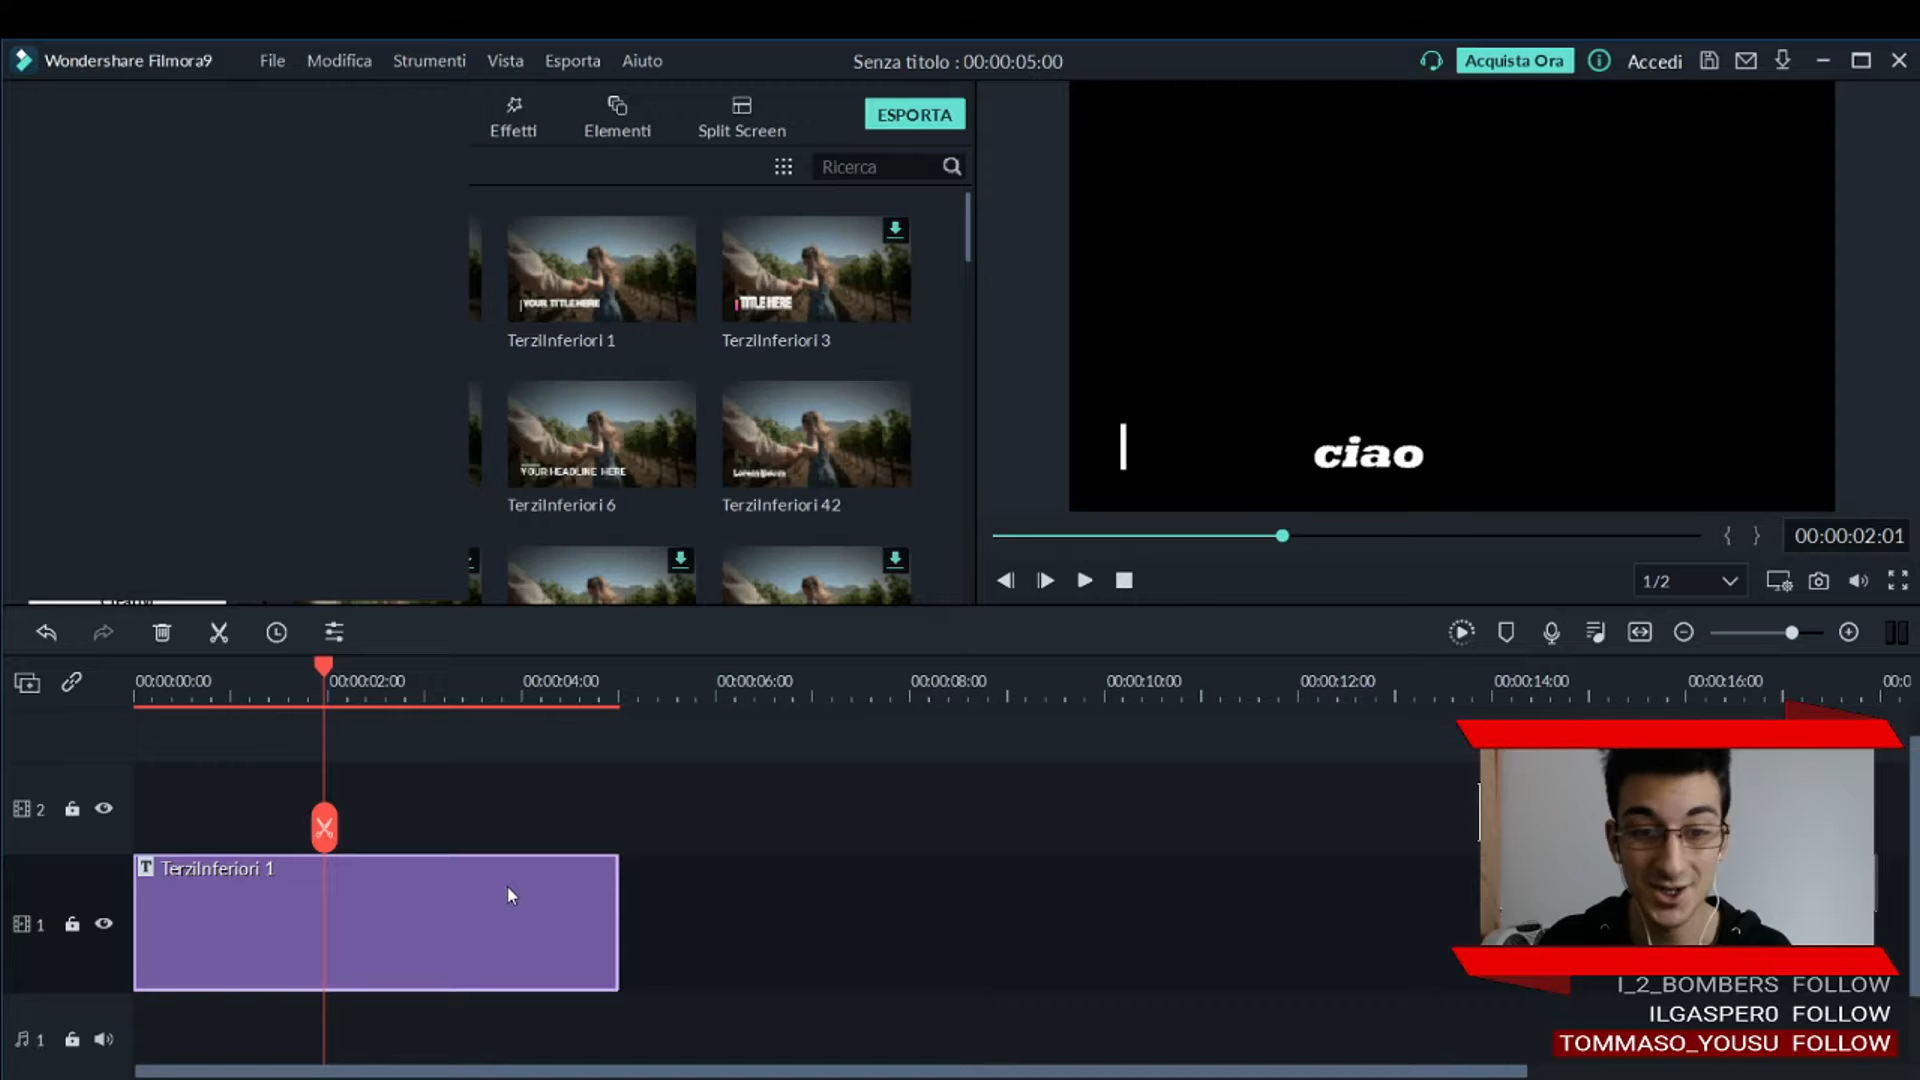 Wondershare Filmora9 File Modifica Strumenti Vista Esporta Aiuto Senza titolo : 00:00:05:00 Acquista Ora Accedi
Effetti Elementi Split Screen ESPORTA
Ricerca
YOUR TITLE HERE
TITLE HERE
TerziInferiori 1 TerziInferiori 3
YOUR HEADLINE HERE
Lorem Ipsum
TerziInferiori 6 TerziInferiori 42
ciao
00:00:02:01
1/2
00:00:00:00 00:00:02:00 00:00:04:00 00:00:06:00 00:00:08:00 00:00:10:00 00:00:12:00 00:00:14:00 00:00:16:00 00:0
2
T TerziInferiori 1
1
1
I_2_BOMBERS FOLLOW
ILGASPER0 FOLLOW
TOMMASO_YOUSU FOLLOW